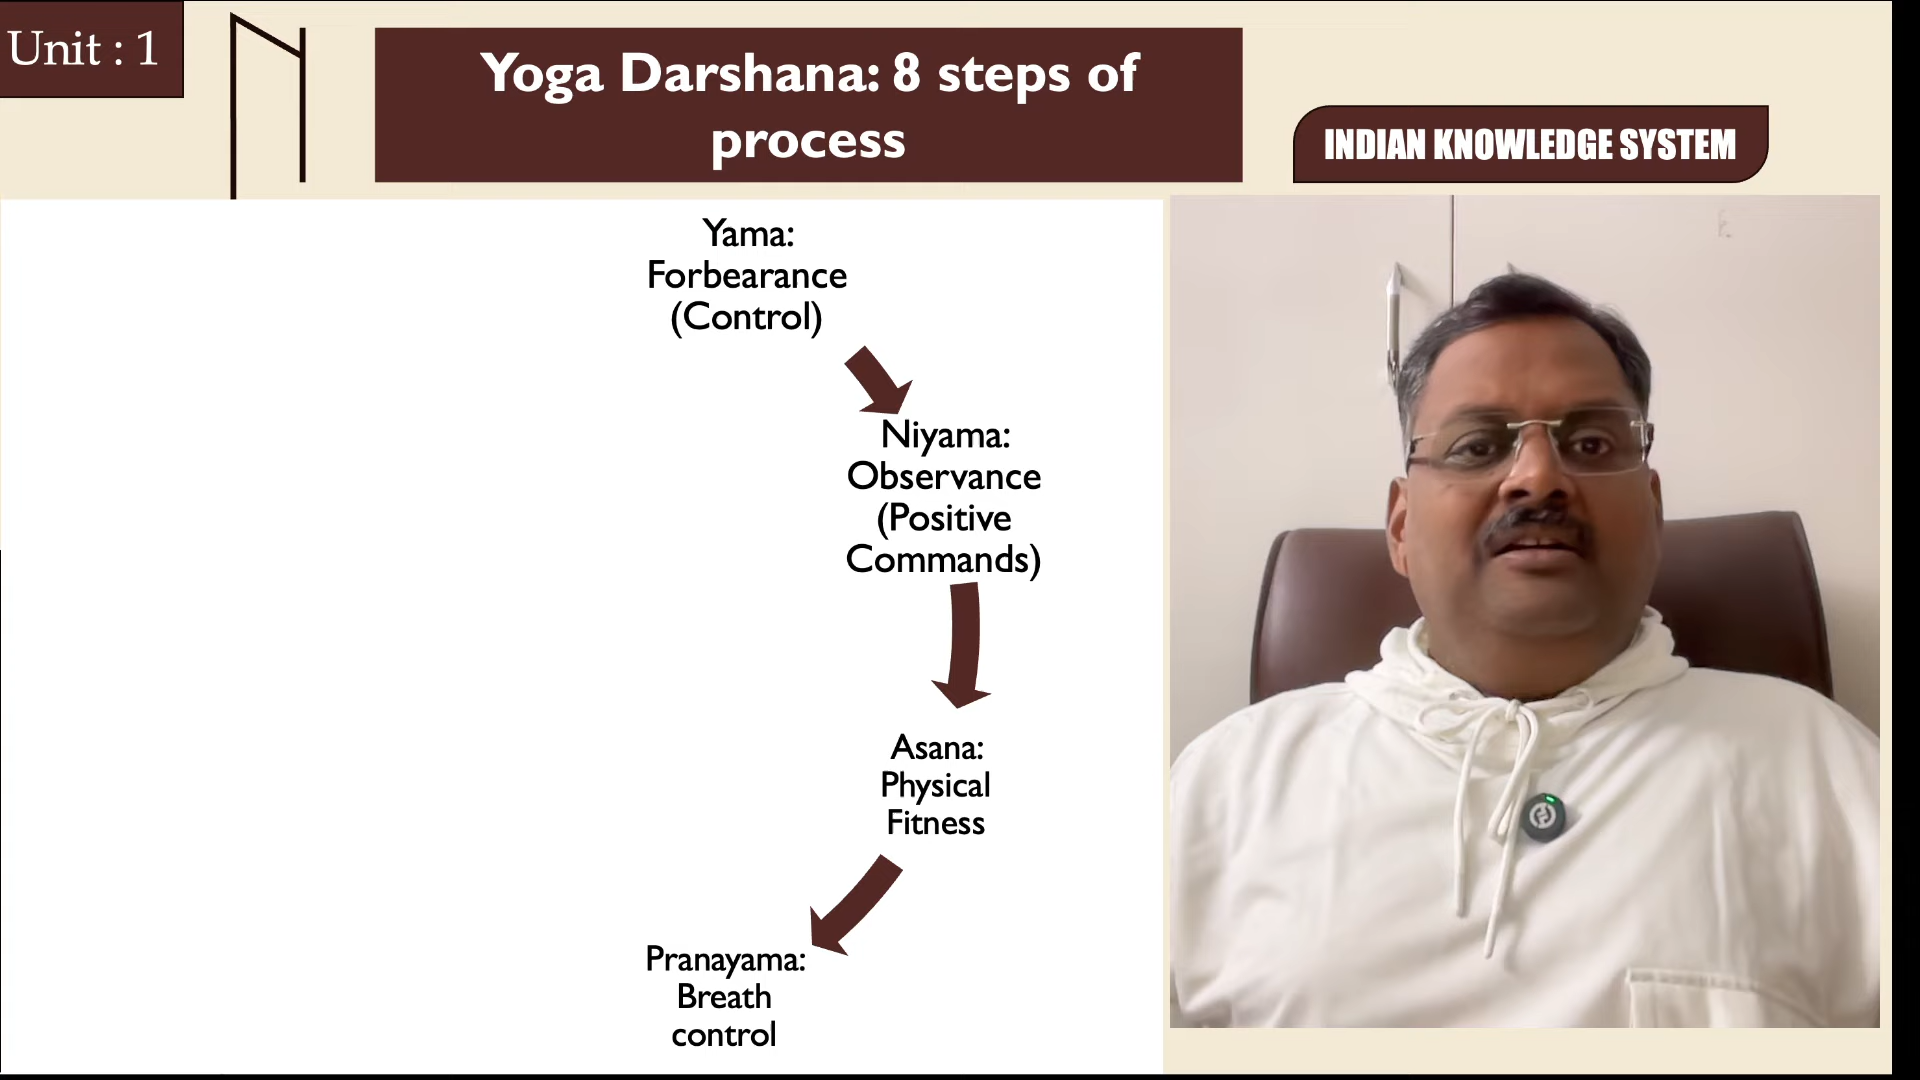 Unit : 1
Yoga Darshana: 8 steps of
process
INDIAN KNOWLEDGE SYSTEM
Yama:
Forbearance
(Control)
Niyama:
Observance
(Positive
Commands)
Asana:
Physical
Fitness
Pranayama:
Breath
control